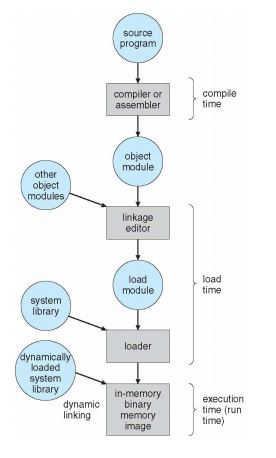 source
program
compiler or
assembler
compile
time
object
module
other
object
modules
linkage
editor
load
module
load
time
system
library
loader
dynamically
loaded
system
library
dynamic
linking
in-memory
binary
memory
image
execution
time (run
time)